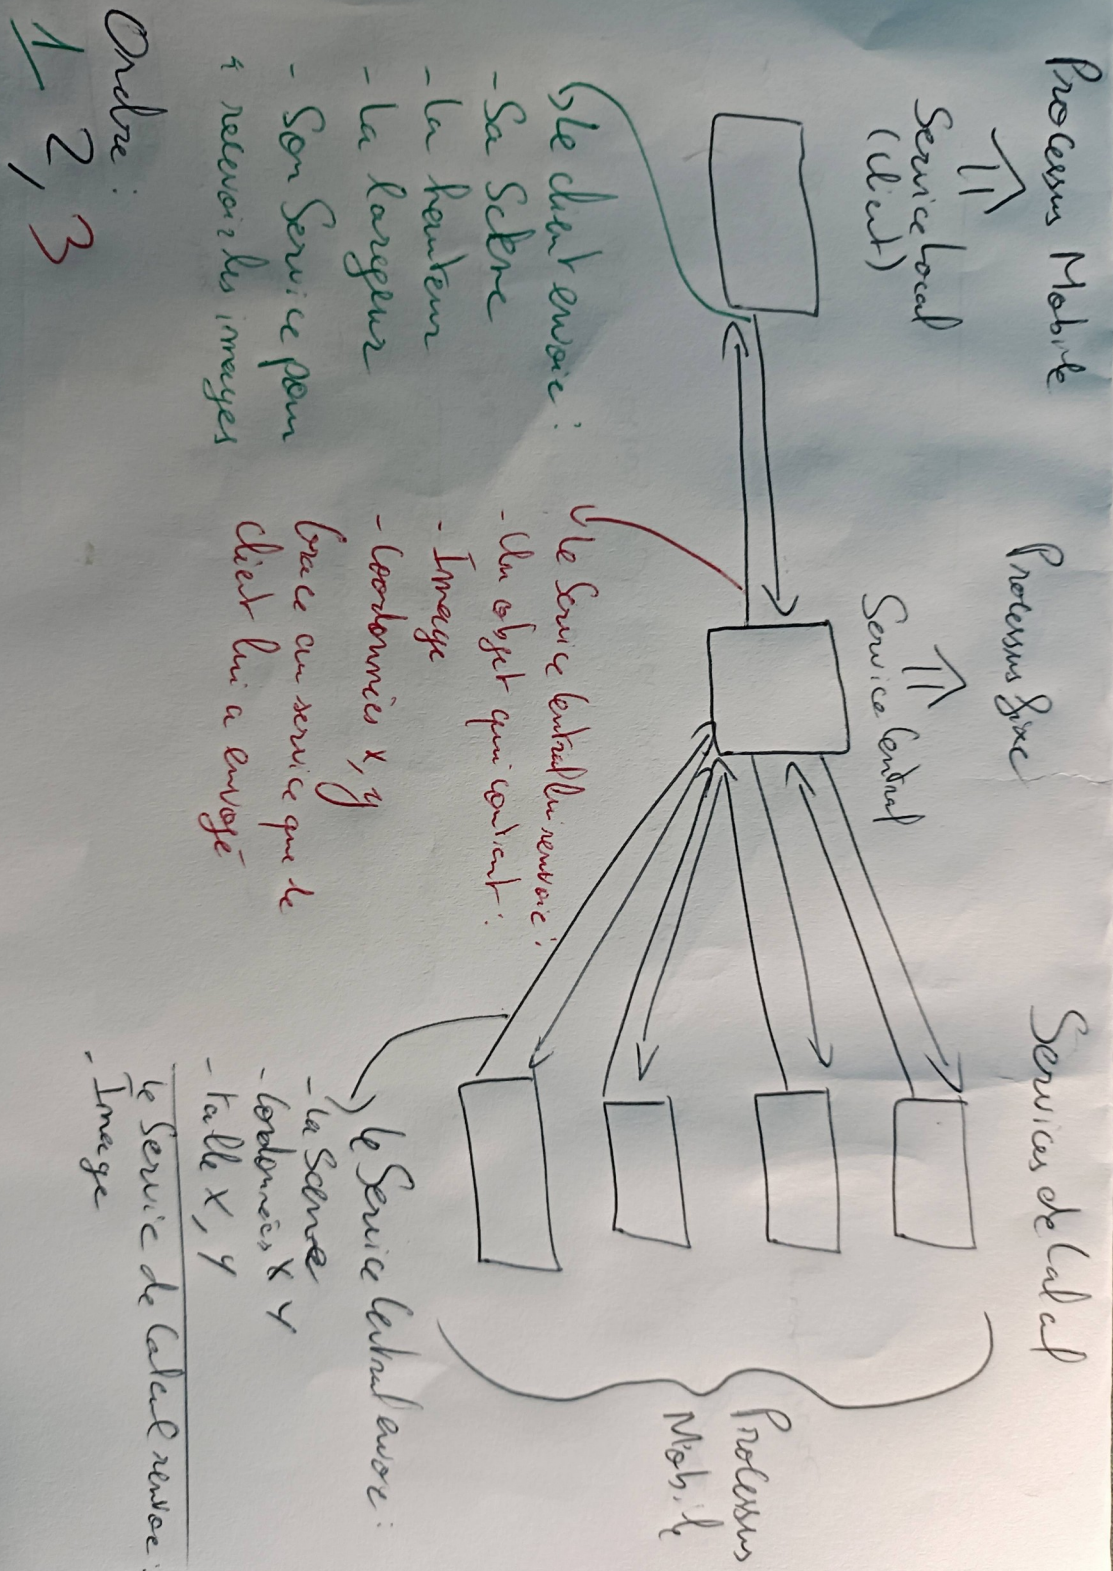 Processus Mobile
Service Local
(client)
Processus fixe
Service Central
Services de Calcul
Processus
Mobile
le client envoie :
- Sa Scène
- la hauteur
- la largeur
- Son Service pour
recevoir les images
le Service Central lui renvoie :
- Un objet qui contient :
- Image
- Coordonnées x, y
Grace au service que le
client lui a envoyé
le Service Central envoie :
- la Scene
- Cordonnées x y
- taille x, y
le Service de Calcul renvoie :
- Image
Ordre :
1 2, 3